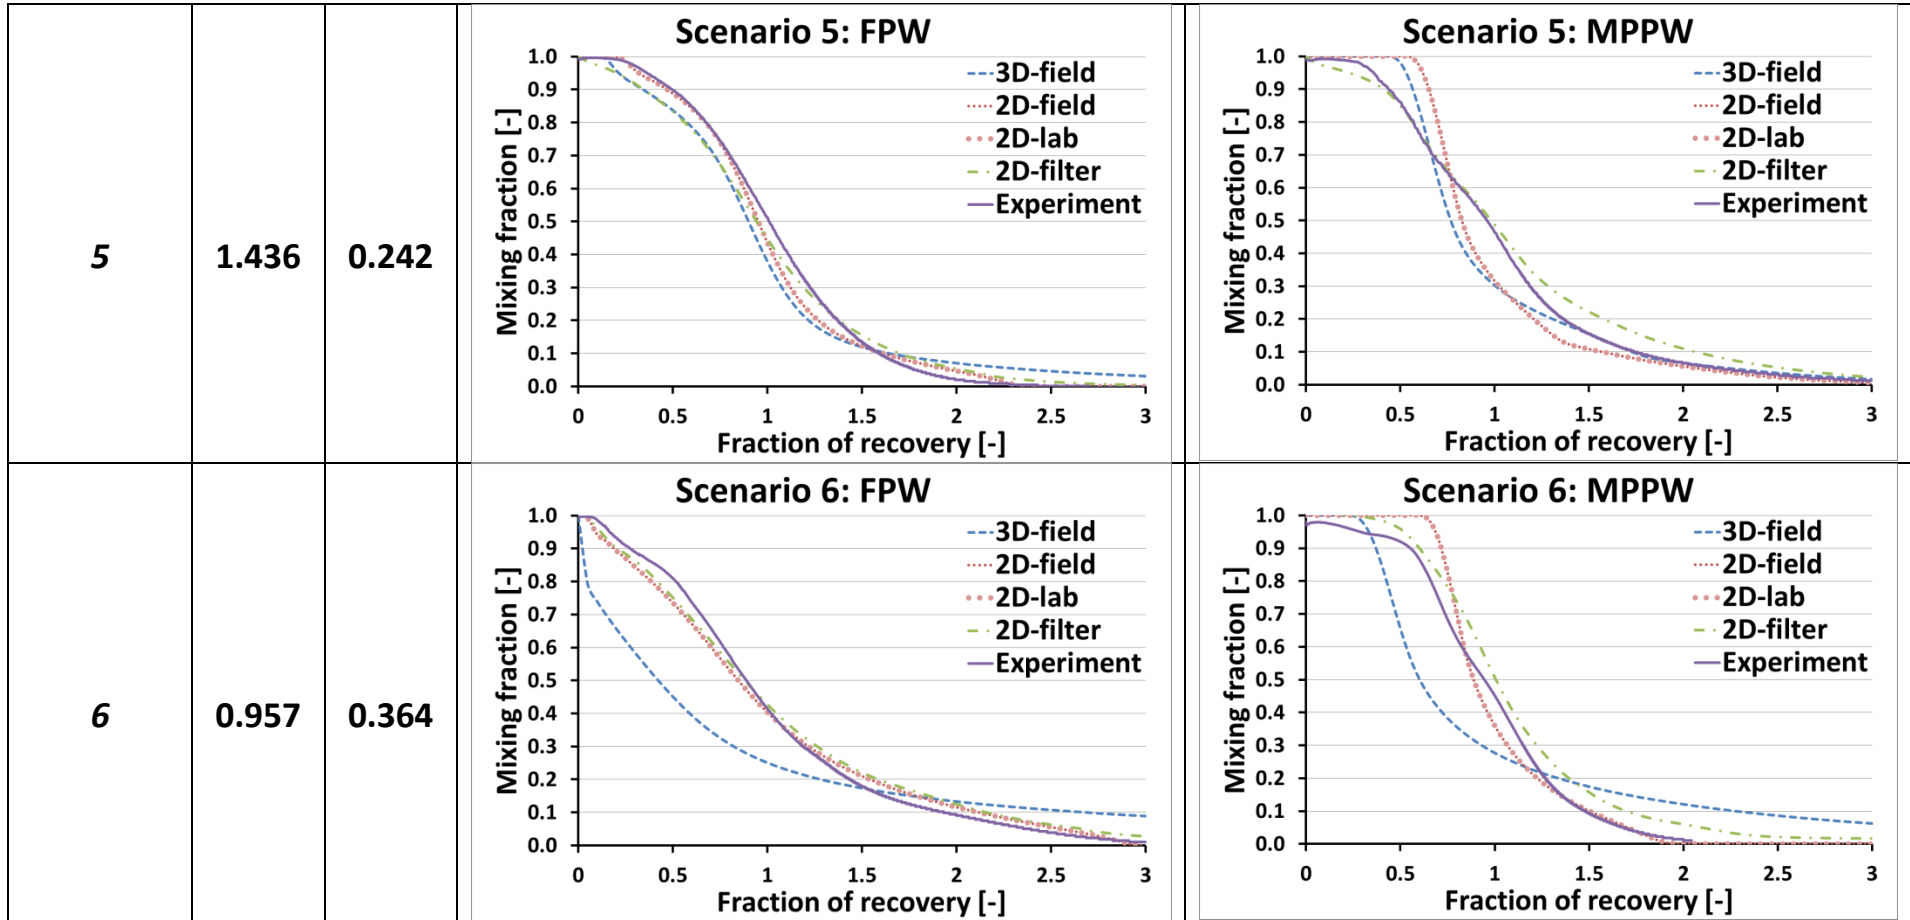 5
1.436
0.242
Scenario 5: FPW
Mixing fraction [-]
1.0
0.9
0.8
0.7
0.6
0.5
0.4
0.3
0.2
0.1
0.0
3D-field
2D-field
2D-lab
2D-filter
Experiment
0 0.5 1 1.5 2 2.5 3
Fraction of recovery [-]
Scenario 5: MPPW
Mixing fraction [-]
1.0
0.9
0.8
0.7
0.6
0.5
0.4
0.3
0.2
0.1
0.0
3D-field
2D-field
2D-lab
2D-filter
Experiment
0 0.5 1 1.5 2 2.5 3
Fraction of recovery [-]
6
0.957
0.364
Scenario 6: FPW
Mixing fraction [-]
1.0
0.9
0.8
0.7
0.6
0.5
0.4
0.3
0.2
0.1
0.0
3D-field
2D-field
2D-lab
2D-filter
Experiment
0 0.5 1 1.5 2 2.5 3
Fraction of recovery [-]
Scenario 6: MPPW
Mixing fraction [-]
1.0
0.9
0.8
0.7
0.6
0.5
0.4
0.3
0.2
0.1
0.0
3D-field
2D-field
2D-lab
2D-filter
Experiment
0 0.5 1 1.5 2 2.5 3
Fraction of recovery [-]